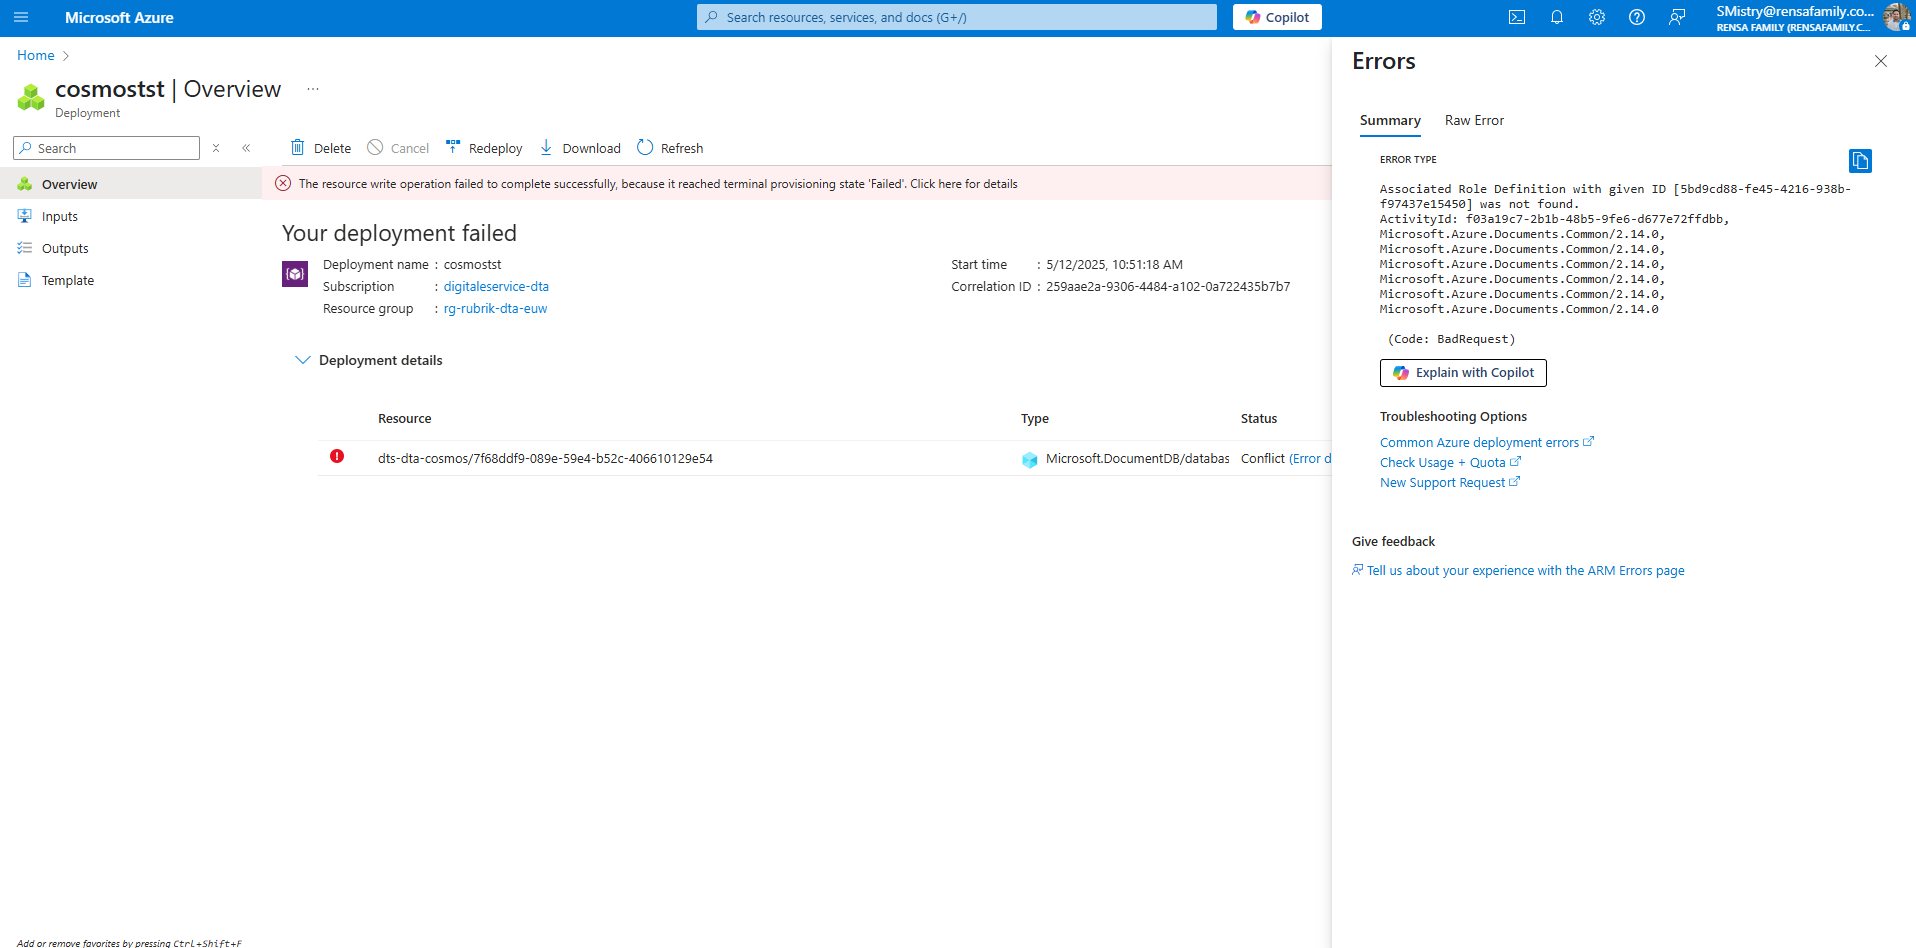 Microsoft Azure
Search resources, services, and docs (G+/)
Copilot
SMistry@rensafamily.co...
RENSA FAMILY (RENSAFAMILY.C...
Home
cosmostst | Overview
...
Deployment
Search
Delete
Cancel
Redeploy
Download
Refresh
Overview
Inputs
Outputs
Template
The resource write operation failed to complete successfully, because it reached terminal provisioning state 'Failed'. Click here for details
Your deployment failed
Deployment name : cosmostst
Subscription : digitaleservice-dta
Resource group : rg-rubrik-dta-euw
Start time : 5/12/2025, 10:51:18 AM
Correlation ID : 259aae2a-9306-4484-a102-0a722435b7b7
Deployment details
Resource Type Status
dts-dta-cosmos/7f68ddf9-089e-59e4-b52c-406610129e54 Microsoft.DocumentDB/databas Conflict (Error d
Errors
Summary Raw Error
ERROR TYPE
Associated Role Definition with given ID [5bd9cd88-fe45-4216-938b-
f97437e15450] was not found.
ActivityId: f03a19c7-2b1b-48b5-9fe6-d677e72ffdbb,
Microsoft.Azure.Documents.Common/2.14.0,
Microsoft.Azure.Documents.Common/2.14.0,
Microsoft.Azure.Documents.Common/2.14.0,
Microsoft.Azure.Documents.Common/2.14.0,
Microsoft.Azure.Documents.Common/2.14.0,
Microsoft.Azure.Documents.Common/2.14.0
(Code: BadRequest)
Explain with Copilot
Troubleshooting Options
Common Azure deployment errors
Check Usage + Quota
New Support Request
Give feedback
Tell us about your experience with the ARM Errors page
Add or remove favorites by pressing Ctrl+Shift+F